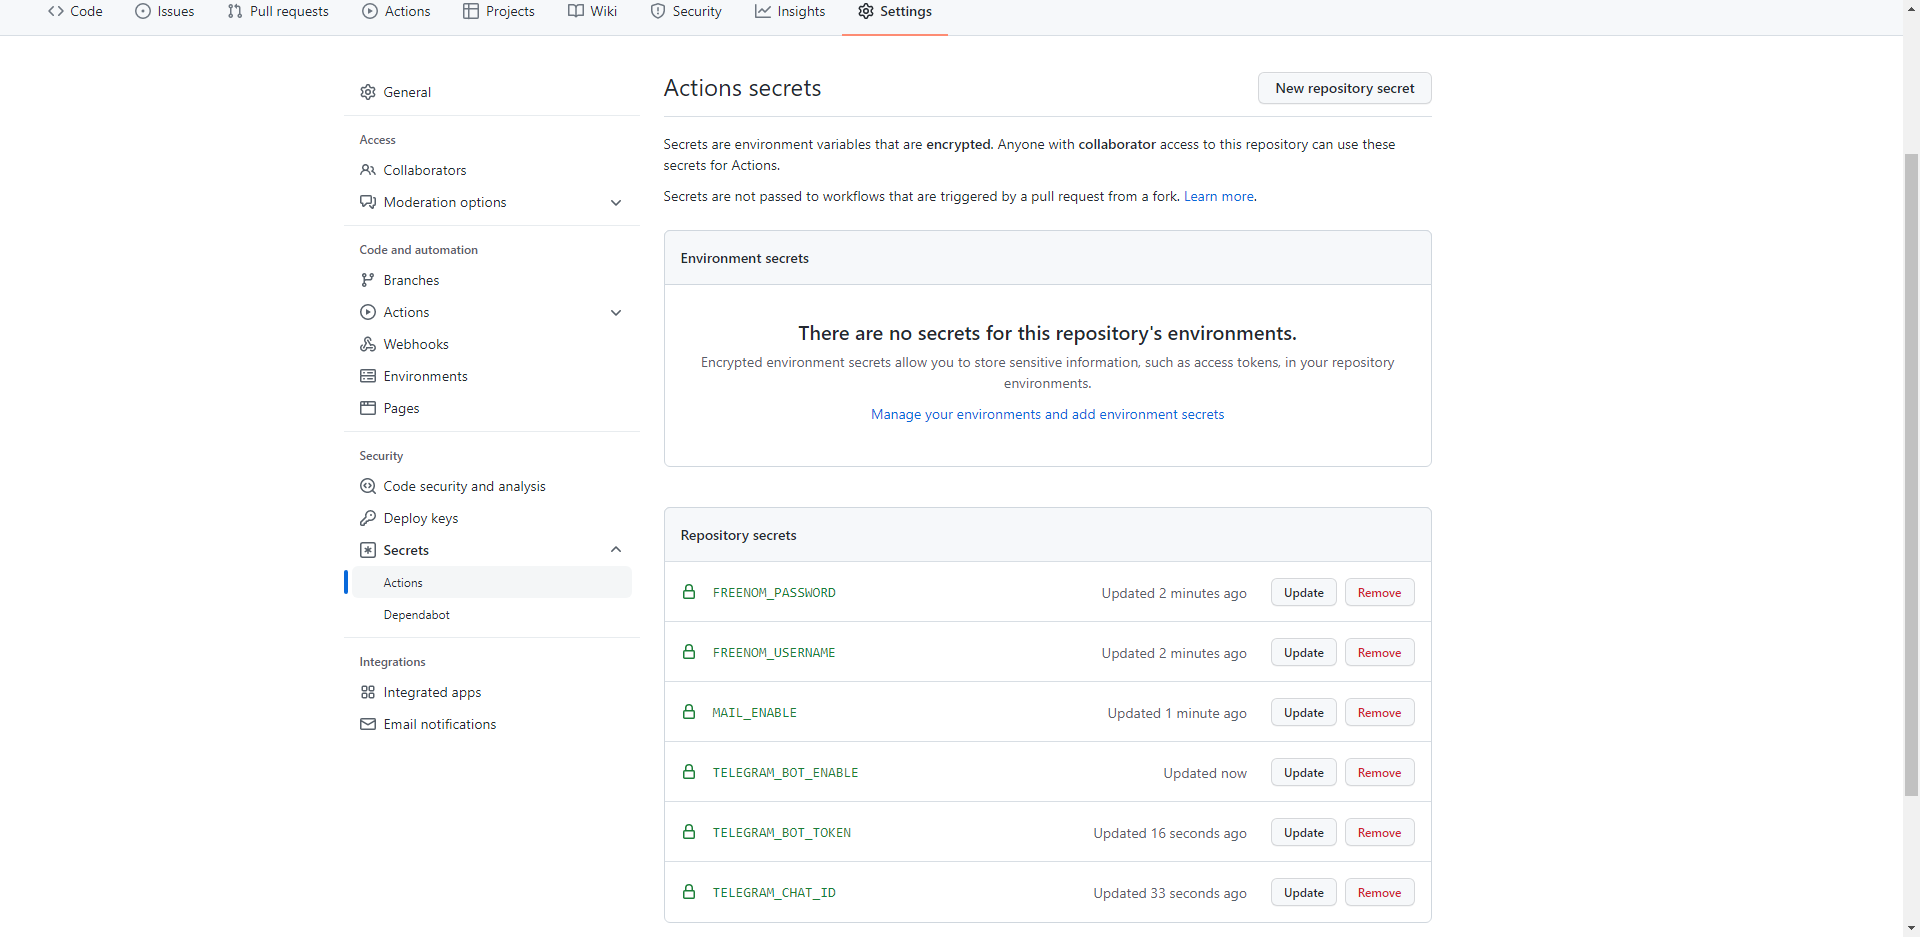 Code Issues Pull requests Actions Projects Wiki Security Insights Settings
General
Access
Collaborators
Moderation options
Code and automation
Branches
Actions
Webhooks
Environments
Pages
Security
Code security and analysis
Deploy keys
Secrets
Actions
Dependabot
Integrations
Integrated apps
Email notifications
Actions secrets
New repository secret
Secrets are environment variables that are encrypted. Anyone with collaborator access to this repository can use these
secrets for Actions.
Secrets are not passed to workflows that are triggered by a pull request from a fork. Learn more.
Environment secrets
There are no secrets for this repository's environments.
Encrypted environment secrets allow you to store sensitive information, such as access tokens, in your repository
environments.
Manage your environments and add environment secrets
Repository secrets
FREENOM_PASSWORD Updated 2 minutes ago Update Remove
FREENOM_USERNAME Updated 2 minutes ago Update Remove
MAIL_ENABLE Updated 1 minute ago Update Remove
TELEGRAM_BOT_ENABLE Updated now Update Remove
TELEGRAM_BOT_TOKEN Updated 16 seconds ago Update Remove
TELEGRAM_CHAT_ID Updated 33 seconds ago Update Remove